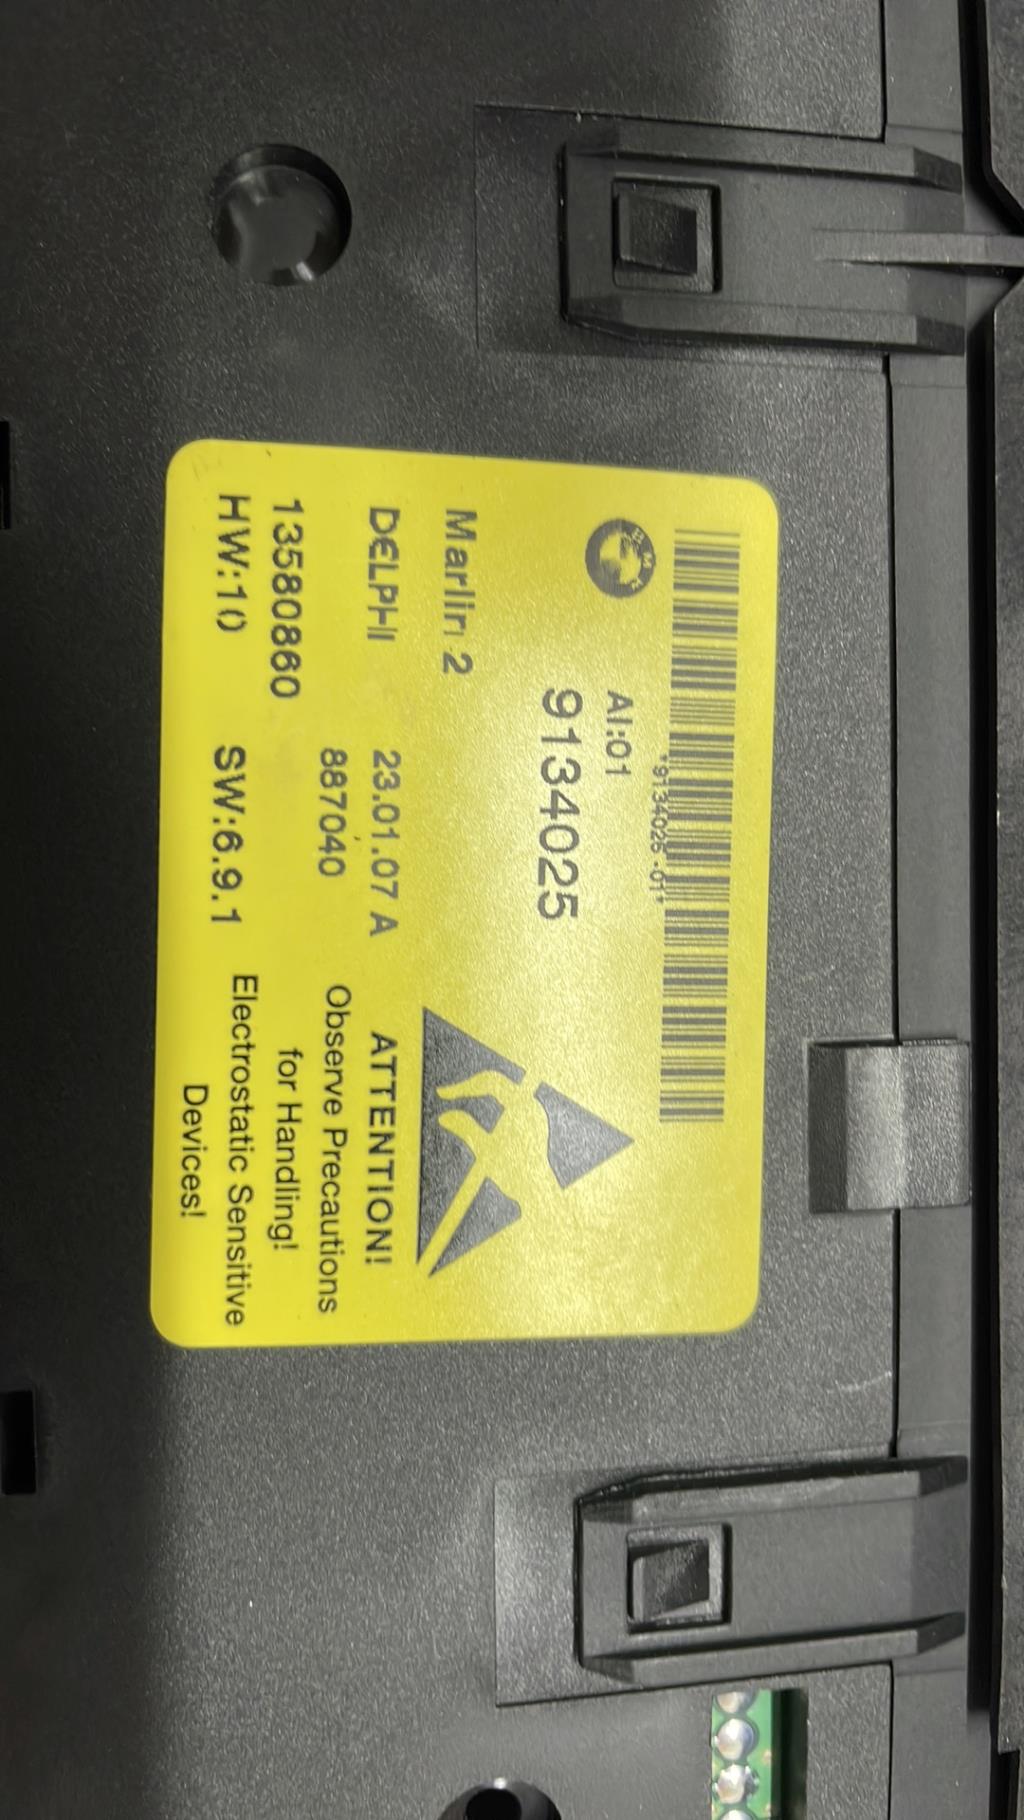 *9134025-01*
BMW
AI:01
9134025
Marlin 2
DELPHI 23.01.07 A
887040
13580860
HW:10 SW:6.9.1
ATTENTION!
Observe Precautions
for Handling!
Electrostatic Sensitive
Devices!